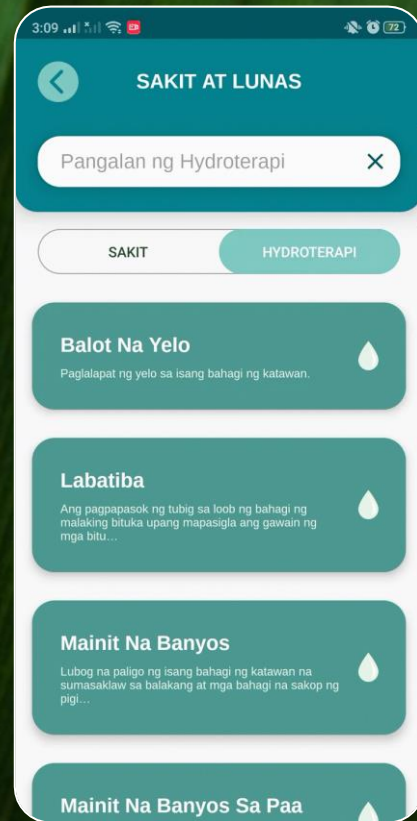 3:09
72
SAKIT AT LUNAS
Pangalan ng Hydroterapi
SAKIT
HYDROTERAPI
Balot Na Yelo
Paglalapat ng yelo sa isang bahagi ng katawan.
Labatiba
Ang pagpapasok ng tubig sa loob ng bahagi ng
malaking bituka upang mapasigla ang gawain ng
mga bitu...
Mainit Na Banyos
Lubog na paligo ng isang bahagi ng katawan na
sumasaklaw sa balakang at mga bahagi na sakop ng
pigi...
Mainit Na Banyos Sa Paa